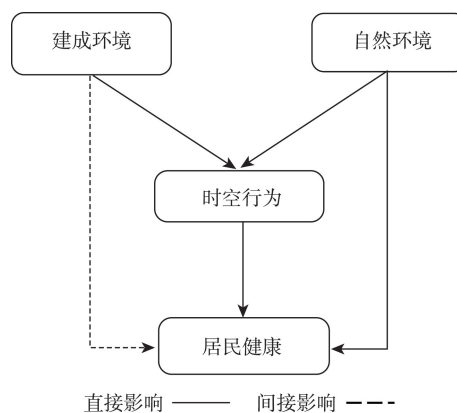 建成环境 自然环境
时空行为
居民健康
直接影响 间接影响